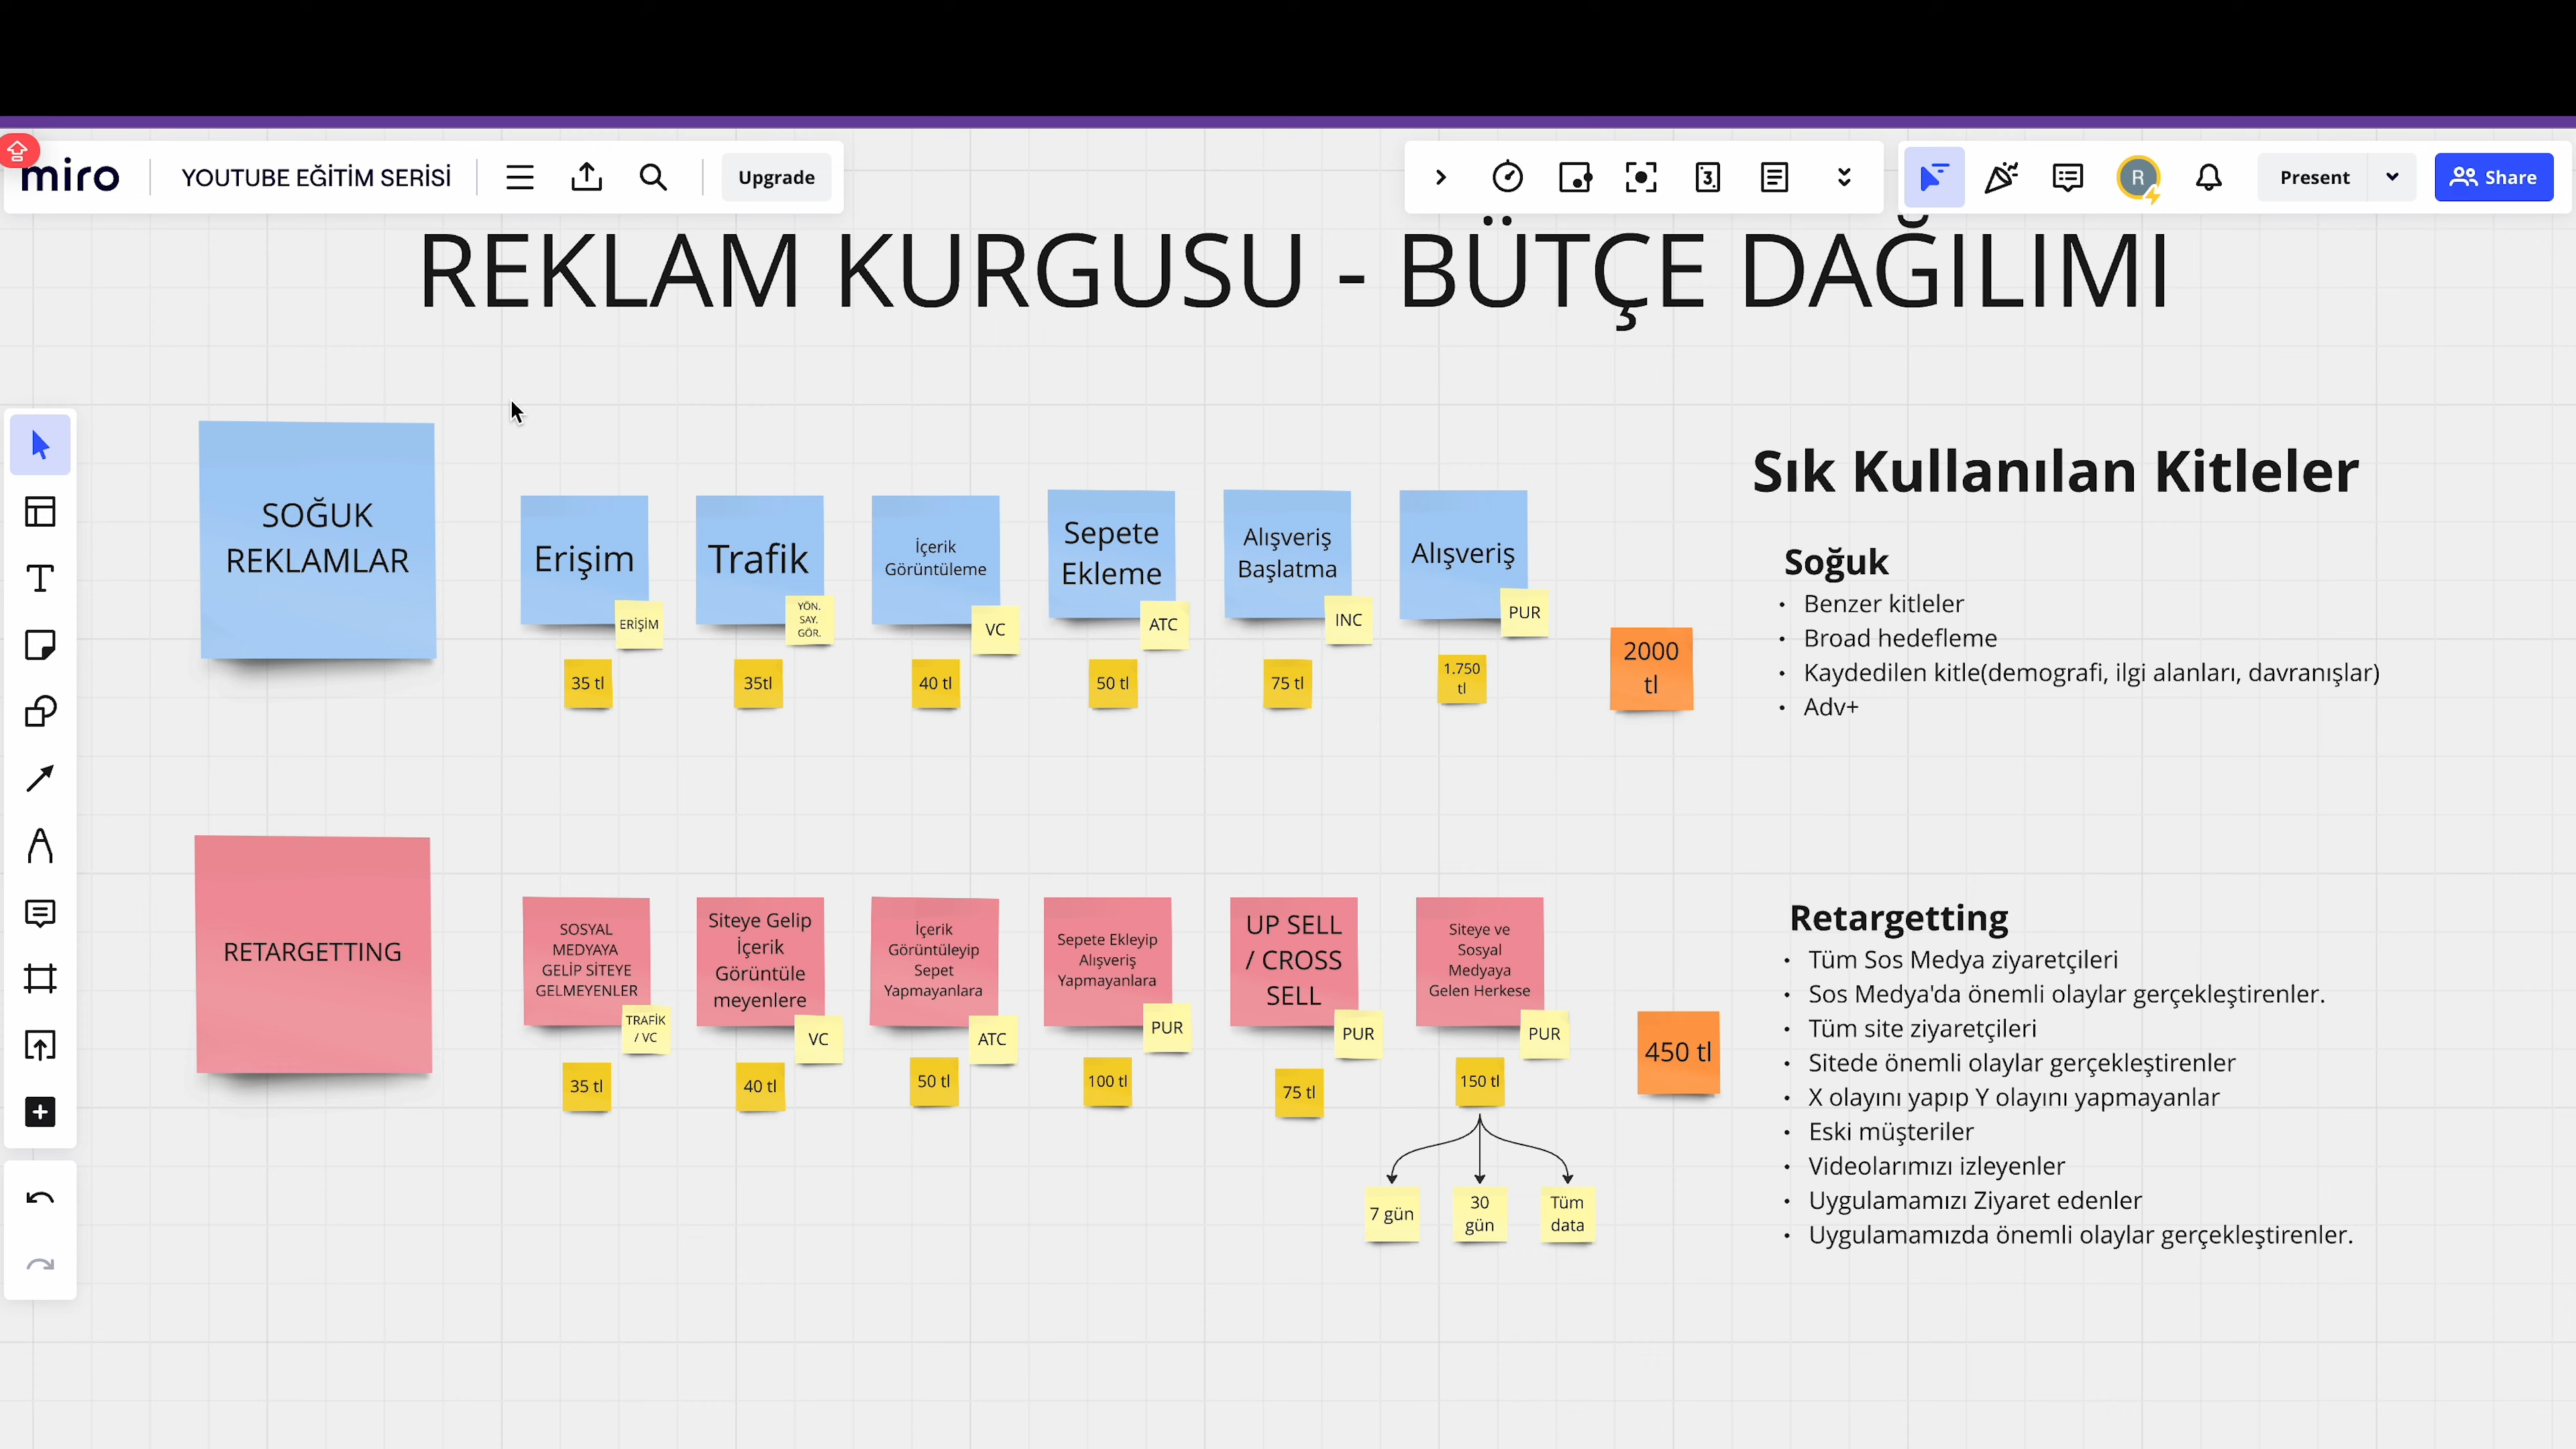 miro
YOUTUBE EĞİTİM SERİSİ
Upgrade
3
R
Present
Share
REKLAM KURGUSU - BÜTÇE DAĞILIMI
SOĞUK
REKLAMLAR
Erişim
ERİŞİM
35 tl
Trafik
YÖN.
SAY.
GÖR.
35tl
İçerik
Görüntüleme
VC
40 tl
Sepete
Ekleme
ATC
50 tl
Alışveriş
Başlatma
INC
75 tl
Alışveriş
PUR
1.750
tl
2000
tl
Sık Kullanılan Kitleler
Soğuk
• Benzer kitleler
• Broad hedefleme
• Kaydedilen kitle(demografi, ilgi alanları, davranışlar)
• Adv+
RETARGETTING
SOSYAL
MEDYAYA
GELİP SİTEYE
GELMEYENLER
TRAFİK
/ VC
35 tl
Siteye Gelip
İçerik
Görüntüle
meyenlere
VC
40 tl
İçerik
Görüntüleyip
Sepet
Yapmayanlara
ATC
50 tl
Sepete Ekleyip
Alışveriş
Yapmayanlara
PUR
100 tl
UP SELL
/ CROSS
SELL
PUR
75 tl
Siteye ve
Sosyal
Medyaya
Gelen Herkese
PUR
150 tl
7 gün
30
gün
Tüm
data
450 tl
Retargetting
• Tüm Sos Medya ziyaretçileri
• Sos Medya'da önemli olaylar gerçekleştirenler.
• Tüm site ziyaretçileri
• Sitede önemli olaylar gerçekleştirenler
• X olayını yapıp Y olayını yapmayanlar
• Eski müşteriler
• Videolarımızı izleyenler
• Uygulamamızı Ziyaret edenler
• Uygulamamızda önemli olaylar gerçekleştirenler.